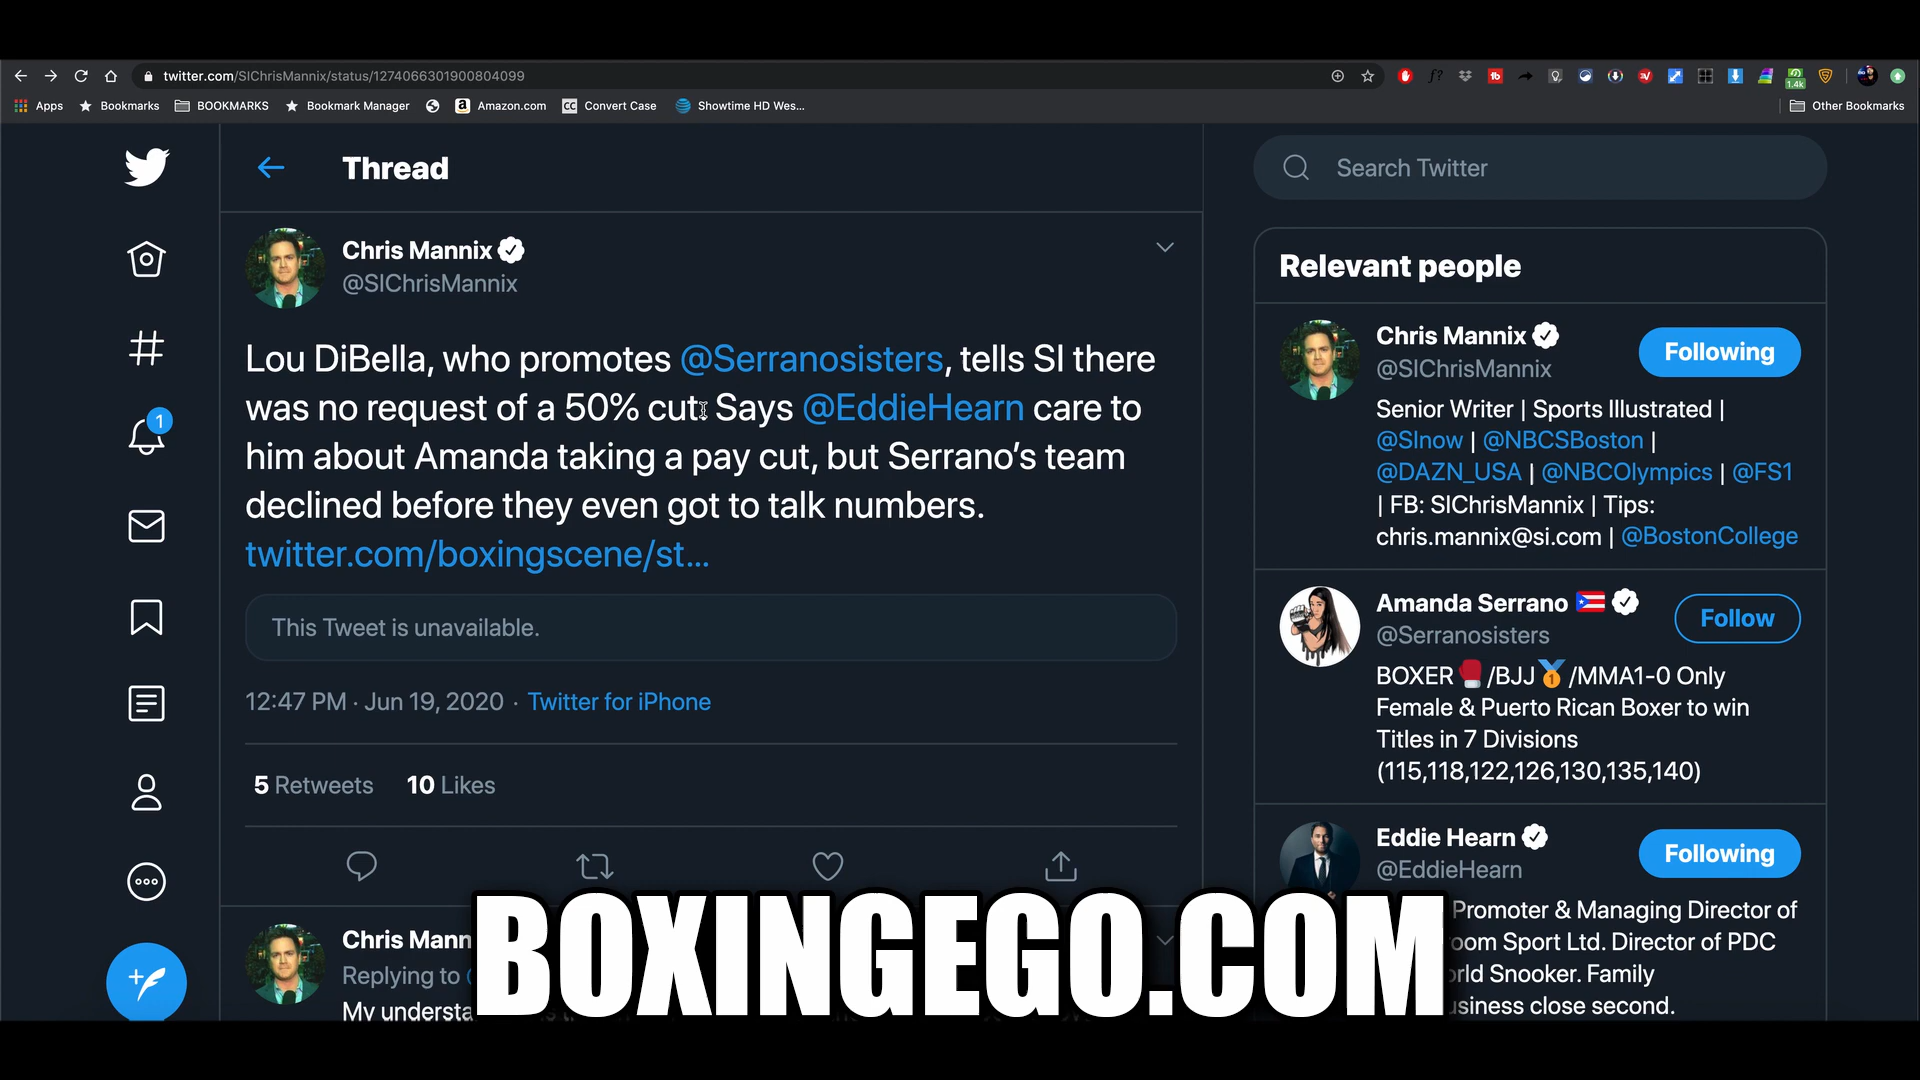 twitter.com/SIChrisMannix/status/1274066301900804099
1.4k
Apps
Bookmarks
BOOKMARKS
Bookmark Manager
Amazon.com
CC Convert Case
Showtime HD Wes...
Other Bookmarks
Thread
Search Twitter
Chris Mannix
@SIChrisMannix
Lou DiBella, who promotes @Serranosisters, tells SI there
was no request of a 50% cut. Says @EddieHearn care to
him about Amanda taking a pay cut, but Serrano's team
declined before they even got to talk numbers.
twitter.com/boxingscene/st...
This Tweet is unavailable.
12:47 PM · Jun 19, 2020 · Twitter for iPhone
5 Retweets 10 Likes
Chris Mann
Replying to
My understa
1
Relevant people
Chris Mannix
Following
@SIChrisMannix
Senior Writer | Sports Illustrated |
@SInow | @NBCSBoston |
@DAZN_USA | @NBCOlympics | @FS1
| FB: SIChrisMannix | Tips:
chris.mannix@si.com | @BostonCollege
Amanda Serrano
Follow
@Serranosisters
BOXER🥊/BJJ🥇/MMA1-0 Only
Female & Puerto Rican Boxer to win
Titles in 7 Divisions
(115,118,122,126,130,135,140)
Eddie Hearn
Following
@EddieHearn
Promoter & Managing Director of
oom Sport Ltd. Director of PDC
rld Snooker. Family
usiness close second.
BOXINGEGO.COM